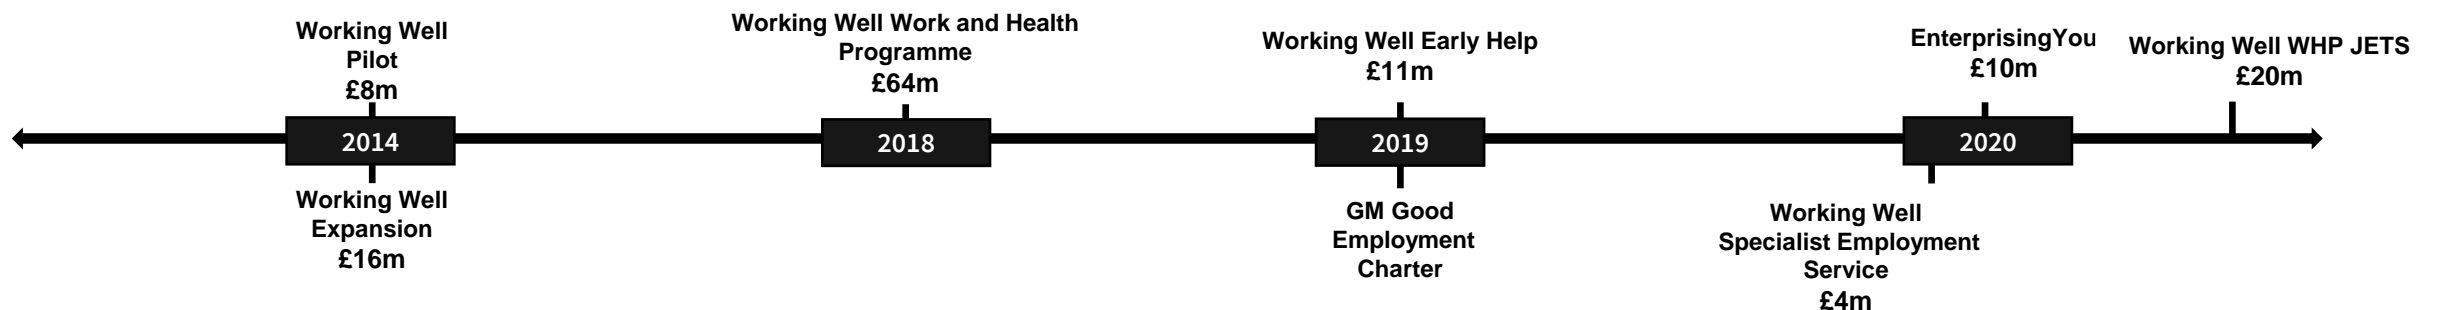 Working Well
Pilot
£8m
2014
Working Well
Expansion
£16m
Working Well Work and Health
Programme
£64m
2018
Working Well Early Help
£11m
2019
GM Good
Employment
Charter
EnterprisingYou
£10m
2020
Working Well
Specialist Employment
Service
£4m
Working Well WHP JETS
£20m